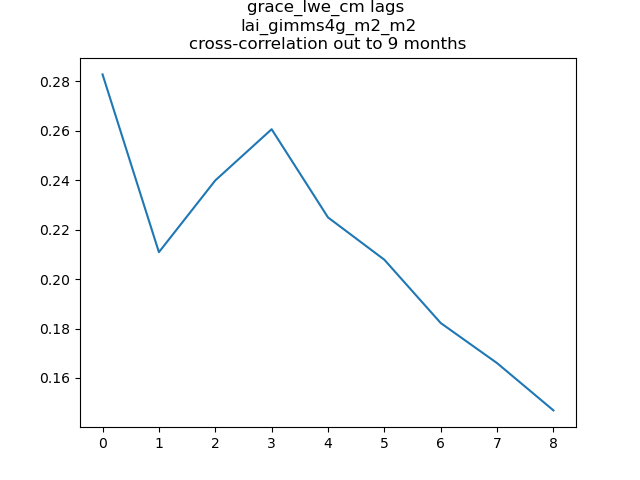 grace_lwe_cm lags
lai_gimms4g_m2_m2
cross-correlation out to 9 months
0.28
0.26
0.24
0.22
0.20
0.18
0.16
0 1 2 3 4 5 6 7 8